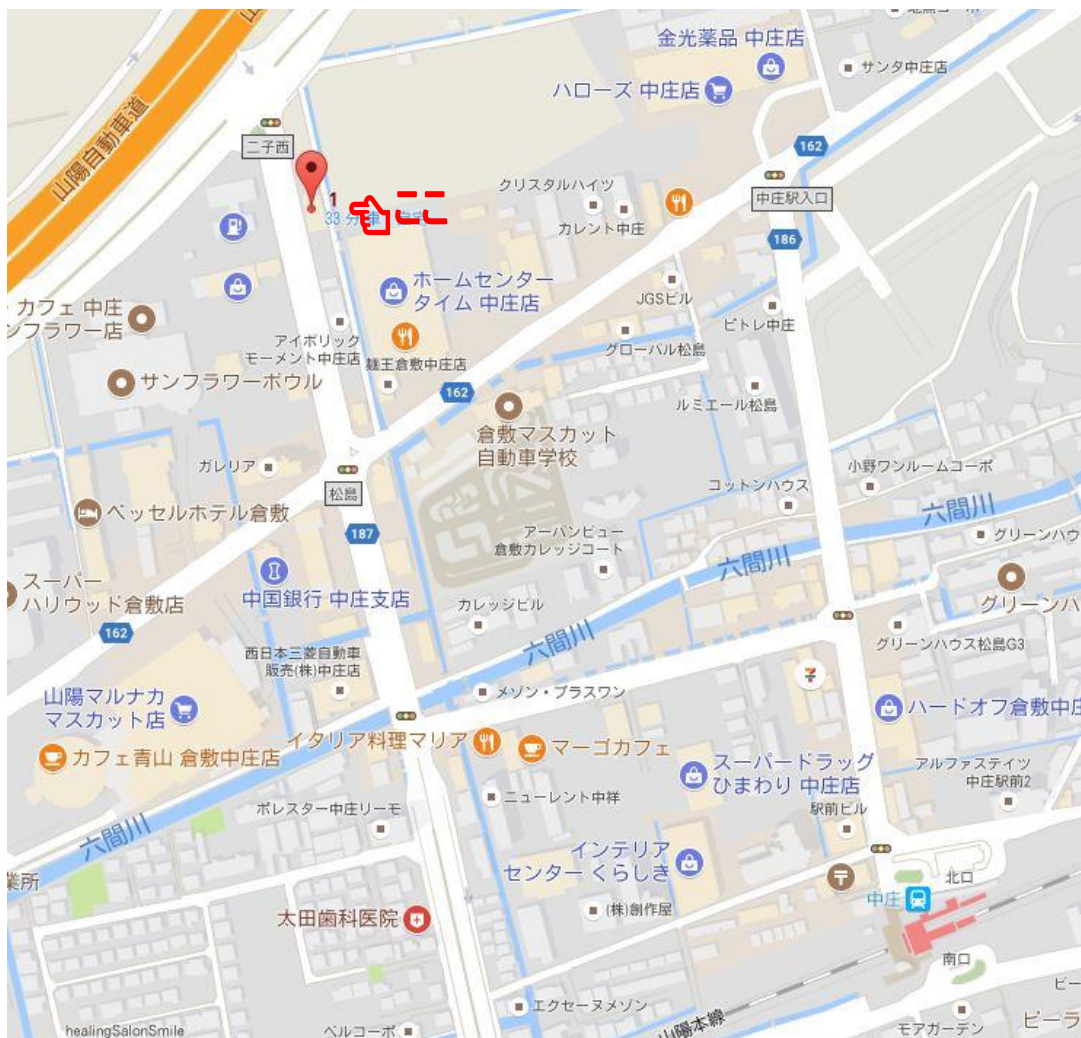 金光薬品 中庄店
サンタ中庄店
ハローズ 中庄店
山陽自動車道
二子西
162
中庄駅入口
クリスタルハイツ
カレント中庄
1
ここ
33 分
186
ホームセンター
タイム 中庄店
JGSビル
ピトレ中庄
カフェ 中庄
ンフラワー店
アイボリック
モーメント中庄店
グローバル松島
麺王倉敷中庄店
サンフラワーボウル
162
ルミエール松島
倉敷マスカット
自動車学校
ガレリア
小野ワンルームコーポ
松島
コットンハウス
ベッセルホテル倉敷
六間川
187
アーバンビュー
倉敷カレッジコート
グリーンハウ
六間川
スーパー
ハリウッド倉敷店
中国銀行 中庄支店
カレッジビル
グリーンハ
162
六間川
グリーンハウス松島G3
西日本三菱自動車
販売(株)中庄店
山陽マルナカ
マスカット店
メゾン・プラスワン
7
ハードオフ倉敷中庄
イタリア料理マリア
マーゴカフェ
カフェ青山 倉敷中庄店
スーパードラッグ
ひまわり 中庄店
アルファステイツ
中庄駅前2
ニューレント中祥
ポレスター中庄リーモ
駅前ビル
六間川
インテリア
センター くらしき
業所
〒
北口
中庄
(株)創作屋
太田歯科医院
南口
ビー
エクセーヌメゾン
山陽本線
healingSalonSmile
ベルコーポ
モアガーデン
ビーラ